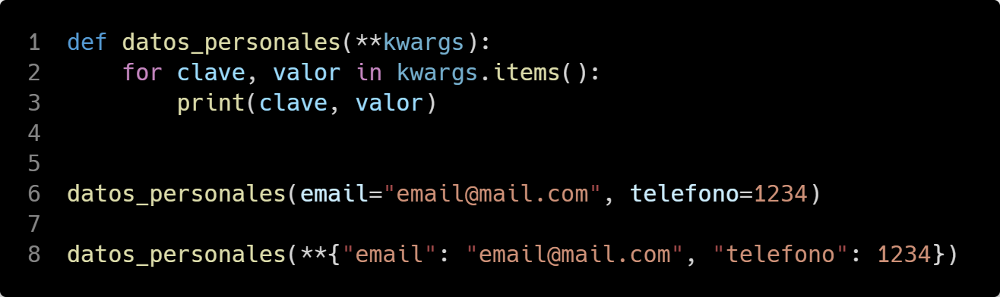 1 def datos_personales(**kwargs):
2     for clave, valor in kwargs.items():
3         print(clave, valor)
4
5
6 datos_personales(email="email@mail.com", telefono=1234)
7
8 datos_personales(**{"email": "email@mail.com", "telefono": 1234})